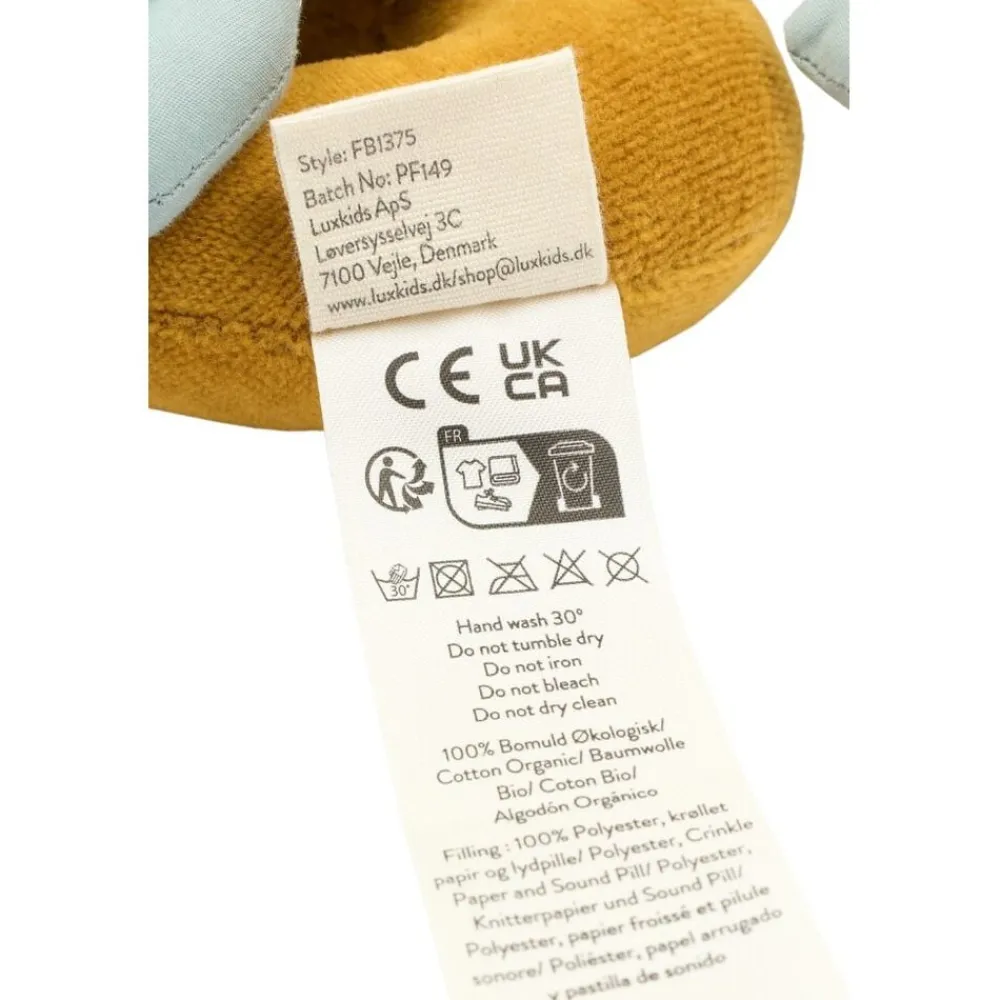 Style: FB1375
Batch No: PF149
Luxkids ApS
Løversysselvej 3C
7100 Vejle, Denmark
www.luxkids.dk/shop@luxkids.dk
CE UK
CA
FR
30°
Hand wash 30°
Do not tumble dry
Do not iron
Do not bleach
Do not dry clean
100% Bomuld Økologisk/
Cotton Organic/ Baumwolle
Bio/ Coton Bio/
Algodón Orgánico
Filling : 100% Polyester, krøllet
papir og lydpille/ Polyester, Crinkle
Paper and Sound Pill/ Polyester,
Knitterpapier und Sound Pill/
Polyester, papier froissé et pilule
sonore/ Poliéster, papel arrugado
y pastilla de sonido